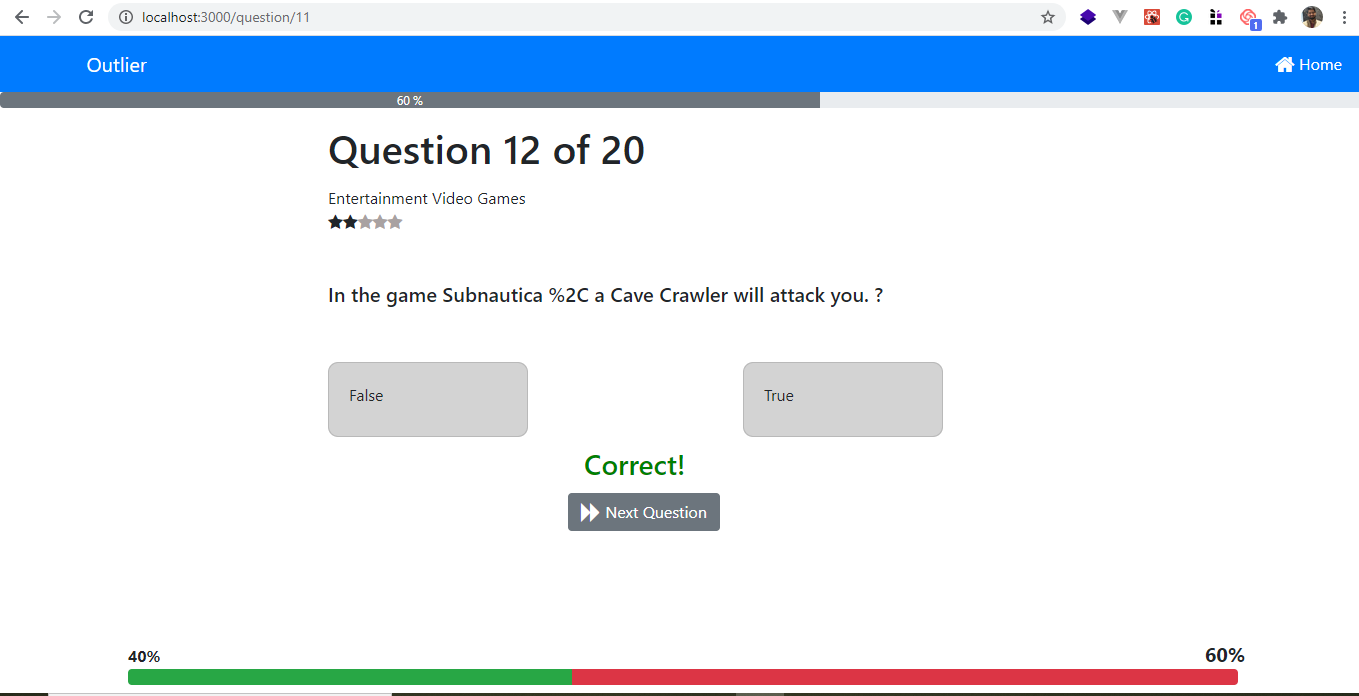 localhost:3000/question/11
1
Outlier
Home
60 %
Question 12 of 20
Entertainment Video Games
In the game Subnautica %2C a Cave Crawler will attack you. ?
False
True
Correct!
Next Question
40%
60%